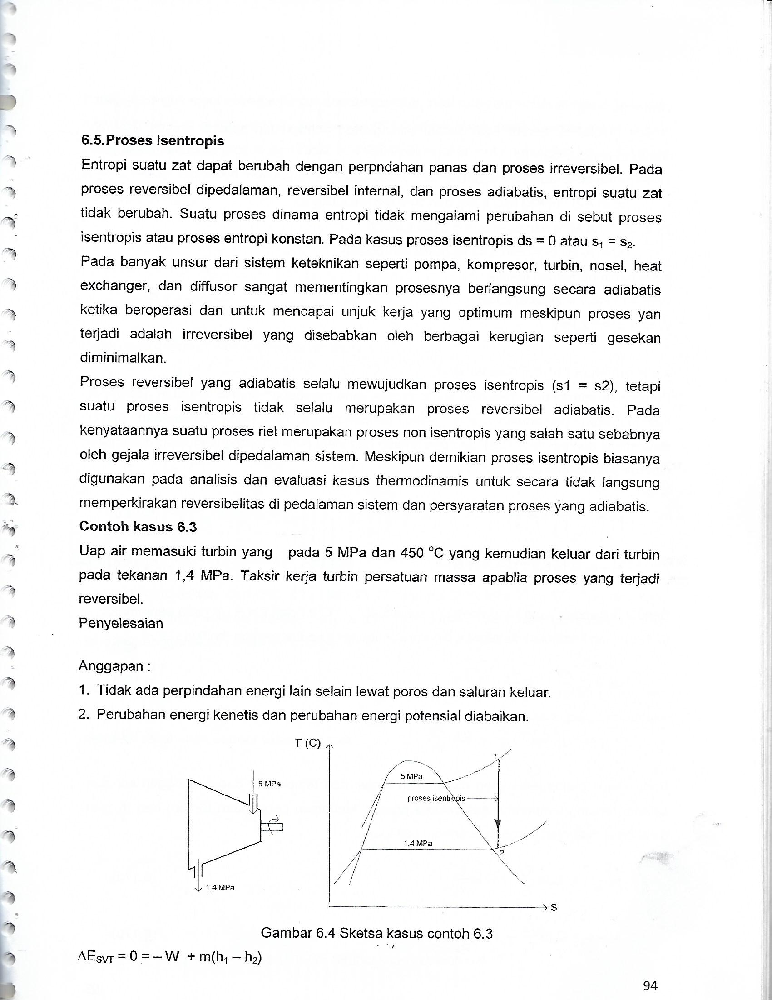 6.5.Proses Isentropis
Entropi suatu zat dapat berubah dengan perpndahan panas dan proses irreversibel. Pada
proses reversibel dipedalaman, reversibel internal, dan proses adiabatis, entropi suatu zat
tidak berubah. Suatu proses dinama entropi tidak mengalami perubahan di sebut proses
isentropis atau proses entropi konstan. Pada kasus proses isentropis ds = 0 atau s₁ = s₂.
Pada banyak unsur dari sistem keteknikan seperti pompa, kompresor, turbin, nosel, heat
exchanger, dan diffusor sangat mementingkan prosesnya berlangsung secara adiabatis
ketika beroperasi dan untuk mencapai unjuk kerja yang optimum meskipun proses yan
terjadi adalah irreversibel yang disebabkan oleh berbagai kerugian seperti gesekan
diminimalkan.
Proses reversibel yang adiabatis selalu mewujudkan proses isentropis (s1 = s2), tetapi
suatu proses isentropis tidak selalu merupakan proses reversibel adiabatis. Pada
kenyataannya suatu proses riel merupakan proses non isentropis yang salah satu sebabnya
oleh gejala irreversibel dipedalaman sistem. Meskipun demikian proses isentropis biasanya
digunakan pada analisis dan evaluasi kasus thermodinamis untuk secara tidak langsung
memperkirakan reversibelitas di pedalaman sistem dan persyaratan proses yang adiabatis.
Contoh kasus 6.3
Uap air memasuki turbin yang pada 5 MPa dan 450 °C yang kemudian keluar dari turbin
pada tekanan 1,4 MPa. Taksir kerja turbin persatuan massa apablia proses yang terjadi
reversibel.
Penyelesaian
Anggapan :
1. Tidak ada perpindahan energi lain selain lewat poros dan saluran keluar.
2. Perubahan energi kenetis dan perubahan energi potensial diabaikan.
T (C)
1
5 MPa
5 MPa
proses isentropis
1,4 MPa
2
1,4 MPa
S
Gambar 6.4 Sketsa kasus contoh 6.3
ΔE_SVT = 0 = – W + m(h₁ – h₂)
94